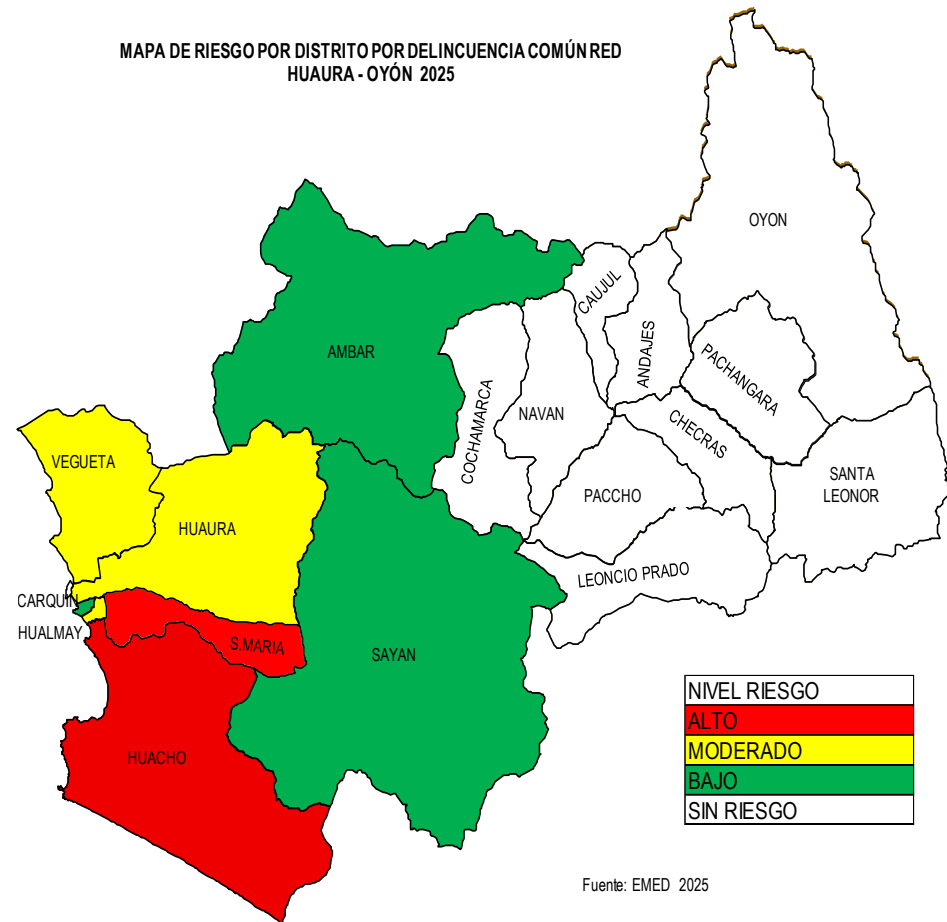 MAPA DE RIESGO POR DISTRITO POR DELINCUENCIA COMÚN RED
HUAURA - OYÓN 2025
OYON
CAUJUL
ANDAJES
AMBAR
PACHANGARA
COCHAMARCA
NAVAN
CHECRAS
VEGUETA
SANTA
LEONOR
PACCHO
HUAURA
LEONCIO PRADO
CARQUIN
HUALMAY
S.MARIA
SAYAN
HUACHO
NIVEL RIESGO
ALTO
MODERADO
BAJO
SIN RIESGO
Fuente: EMED 2025